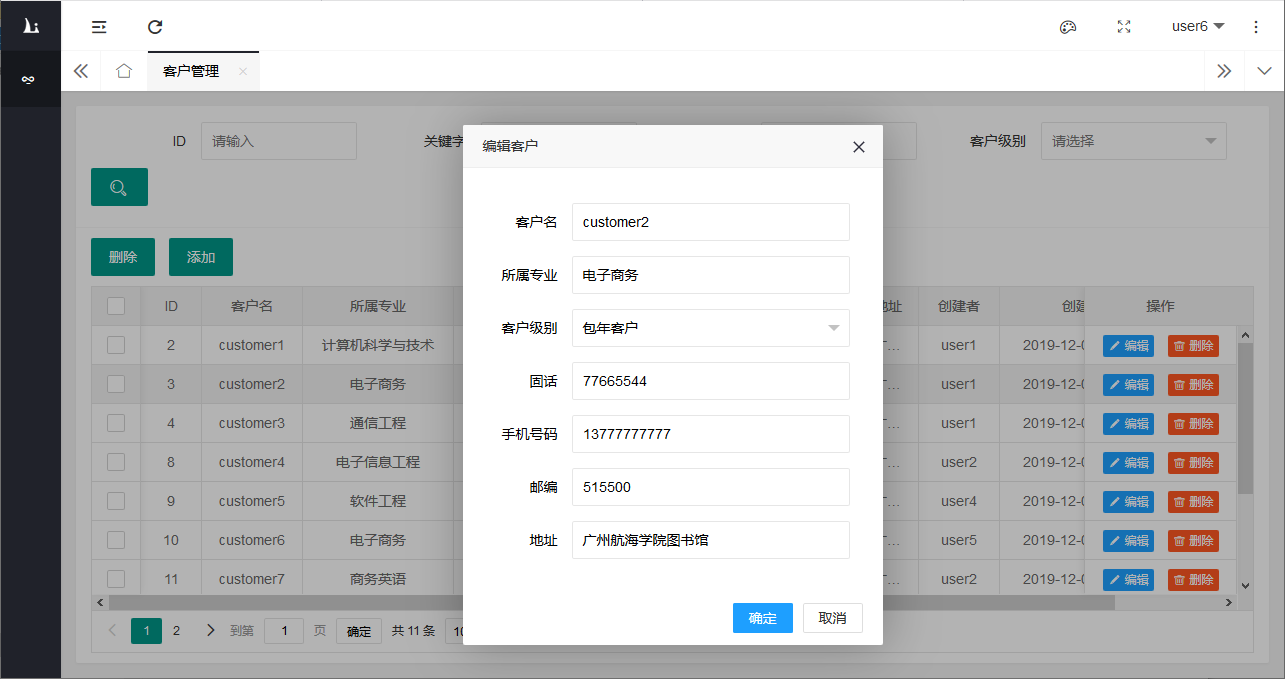 user6
客户管理
ID 请输入 关键字 客户级别 请选择
删除 添加
ID 客户名 所属专业 地址 创建者 操作
2 customer1 计算机科学与技术 user1 2019-12-0 编辑 删除
3 customer2 电子商务 user1 2019-12-0 编辑 删除
4 customer3 通信工程 user1 2019-12-0 编辑 删除
8 customer4 电子信息工程 user2 2019-12-0 编辑 删除
9 customer5 软件工程 user4 2019-12-0 编辑 删除
10 customer6 电子商务 user5 2019-12-0 编辑 删除
11 customer7 商务英语 user2 2019-12-0 编辑 删除
1 2 到第 1 页 确定 共 11 条 10
编辑客户
客户名 customer2
所属专业 电子商务
客户级别 包年客户
固话 77665544
手机号码 13777777777
邮编 515500
地址 广州航海学院图书馆
确定 取消